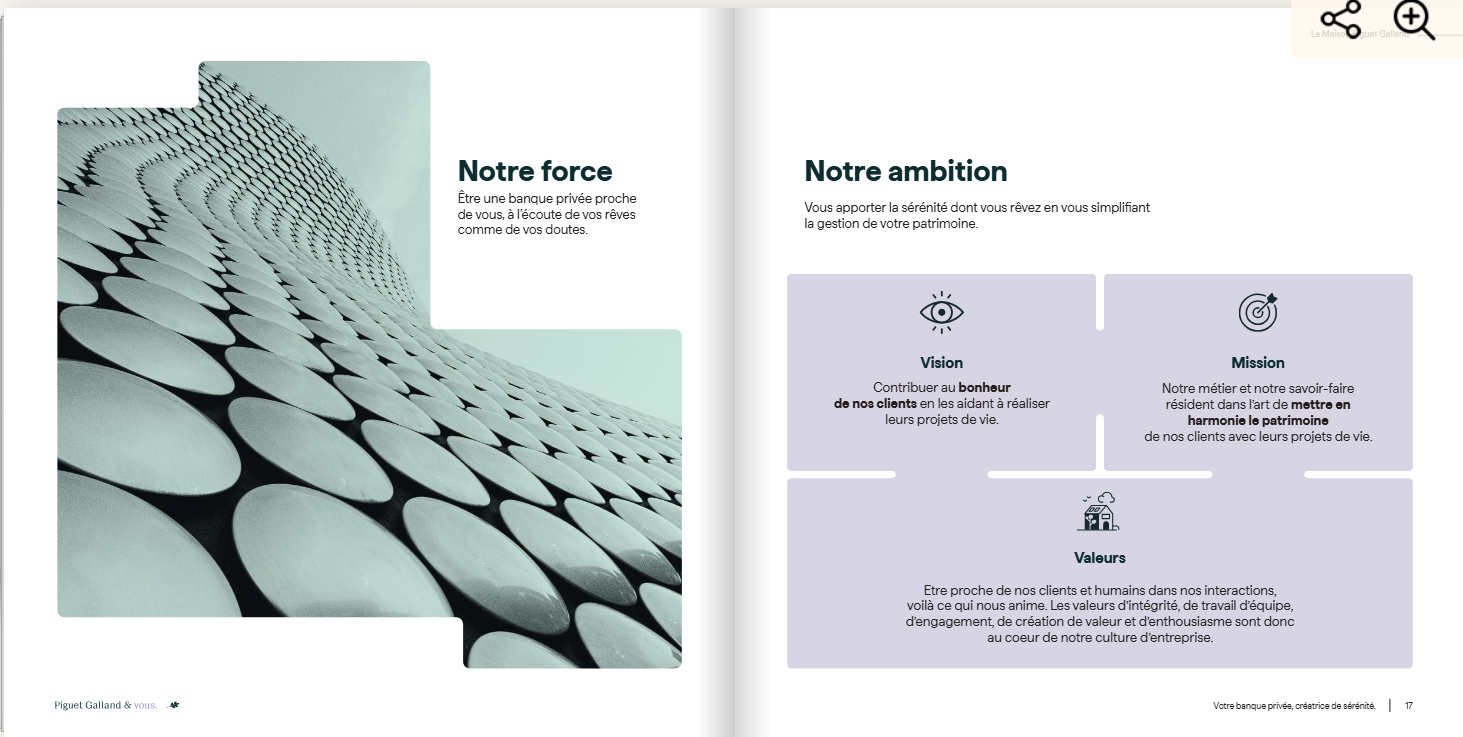 La Maison Piguet Galland
Notre force
Être une banque privée proche
de vous, à l'écoute de vos rêves
comme de vos doutes.
Piguet Galland & vous.
Notre ambition
Vous apporter la sérénité dont vous rêvez en vous simplifiant
la gestion de votre patrimoine.
Vision
Contribuer au bonheur
de nos clients en les aidant à réaliser
leurs projets de vie.
Mission
Notre métier et notre savoir-faire
résident dans l'art de mettre en
harmonie le patrimoine
de nos clients avec leurs projets de vie.
Valeurs
Etre proche de nos clients et humains dans nos interactions,
voilà ce qui nous anime. Les valeurs d'intégrité, de travail d'équipe,
d'engagement, de création de valeur et d'enthousiasme sont donc
au coeur de notre culture d'entreprise.
Votre banque privée, créatrice de sérénité. | 17